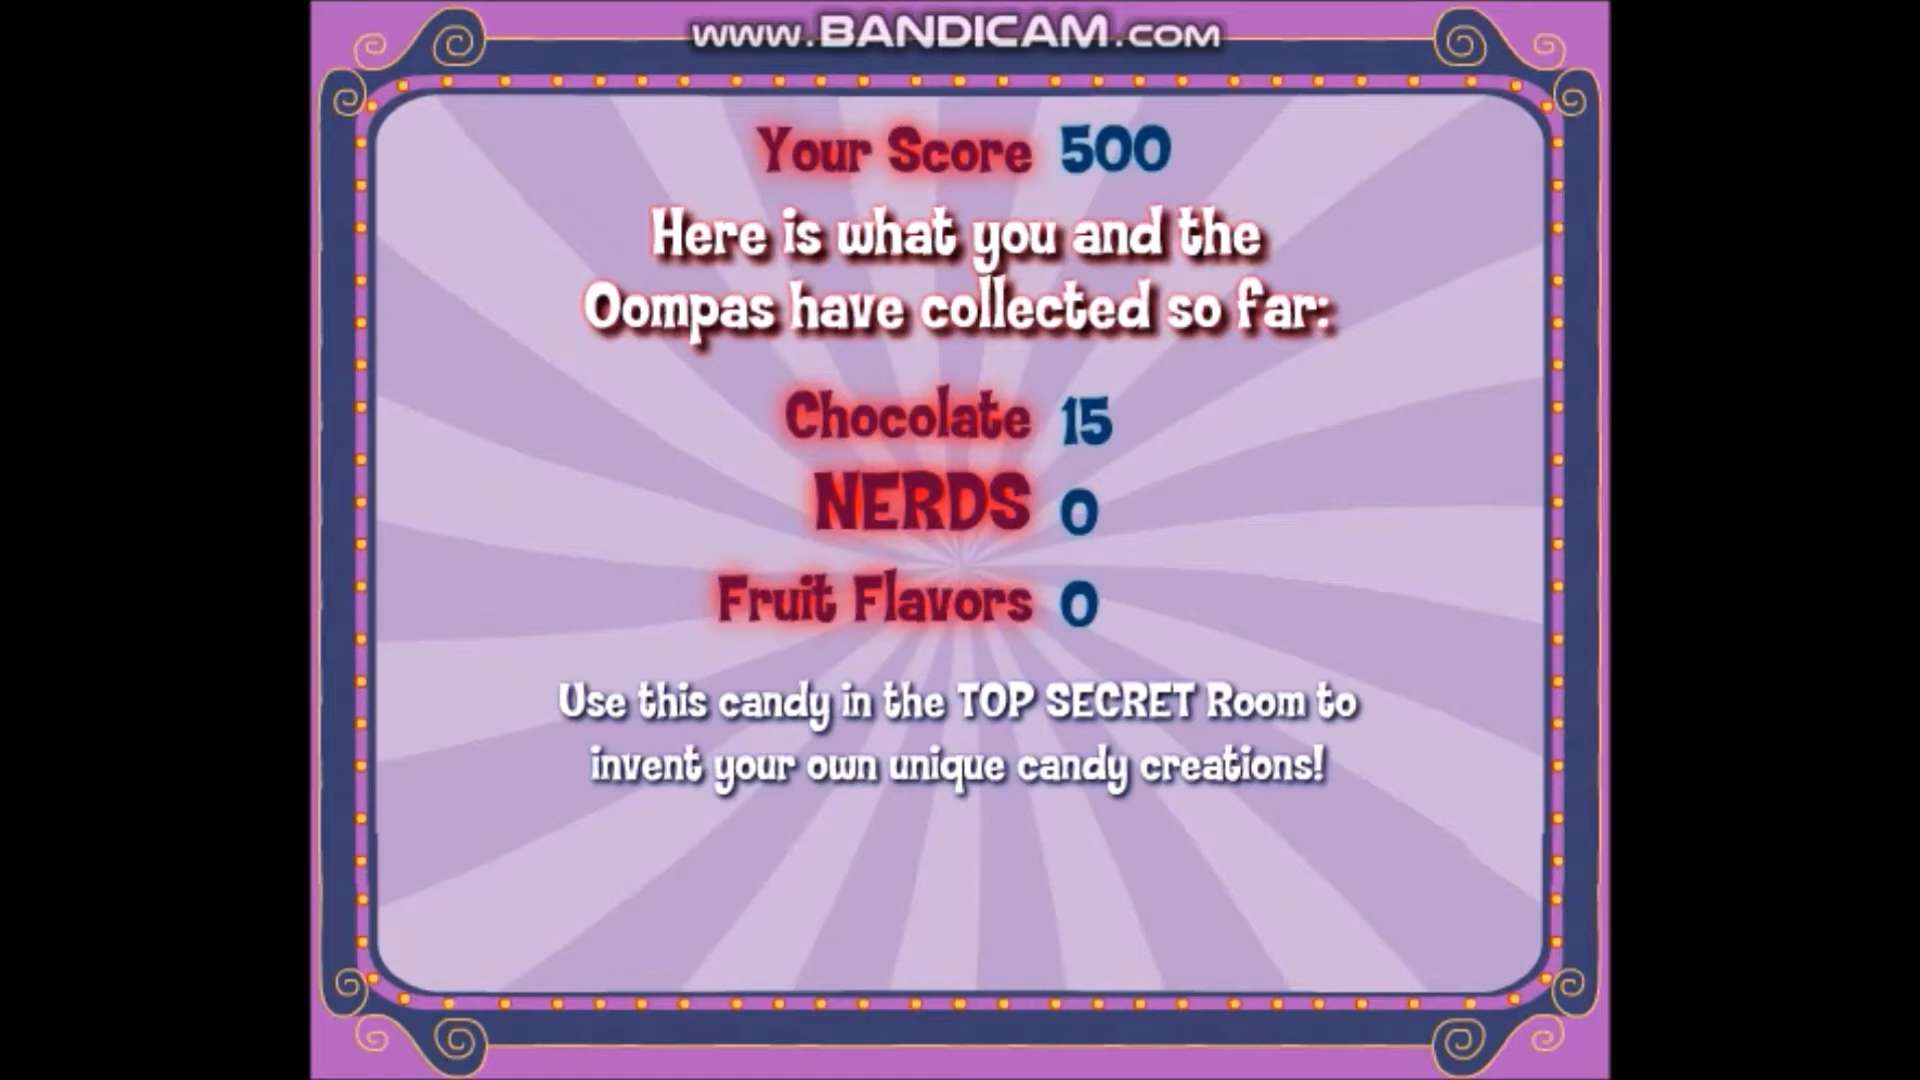 www.BANDICAM.com
Your Score 500
Here is what you and the
Oompas have collected so far:
Chocolate 15
NERDS 0
Fruit Flavors 0
Use this candy in the TOP SECRET Room to
invent your own unique candy creations!